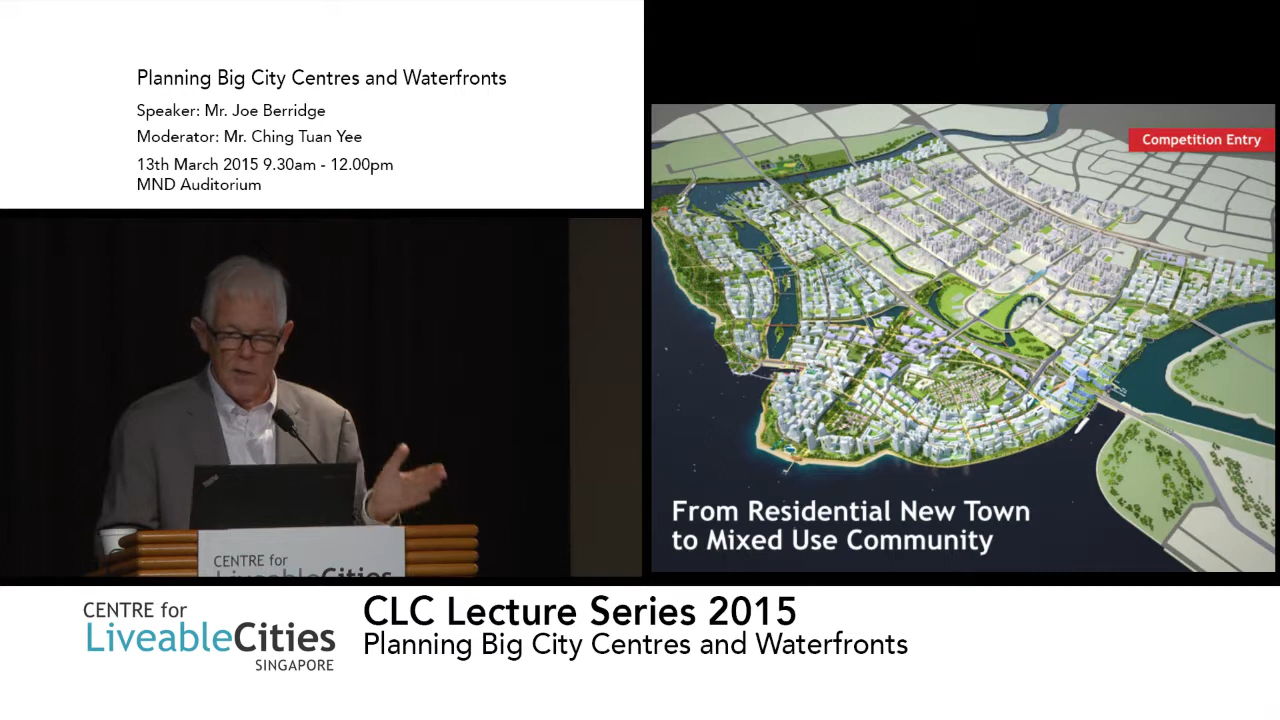 Planning Big City Centres and Waterfronts
Speaker: Mr. Joe Berridge
Moderator: Mr. Ching Tuan Yee
13th March 2015 9.30am - 12.00pm
MND Auditorium
Competition Entry
From Residential New Town
to Mixed Use Community
CENTRE for
LiveableCities
CENTRE for
LiveableCities
SINGAPORE
CLC Lecture Series 2015
Planning Big City Centres and Waterfronts